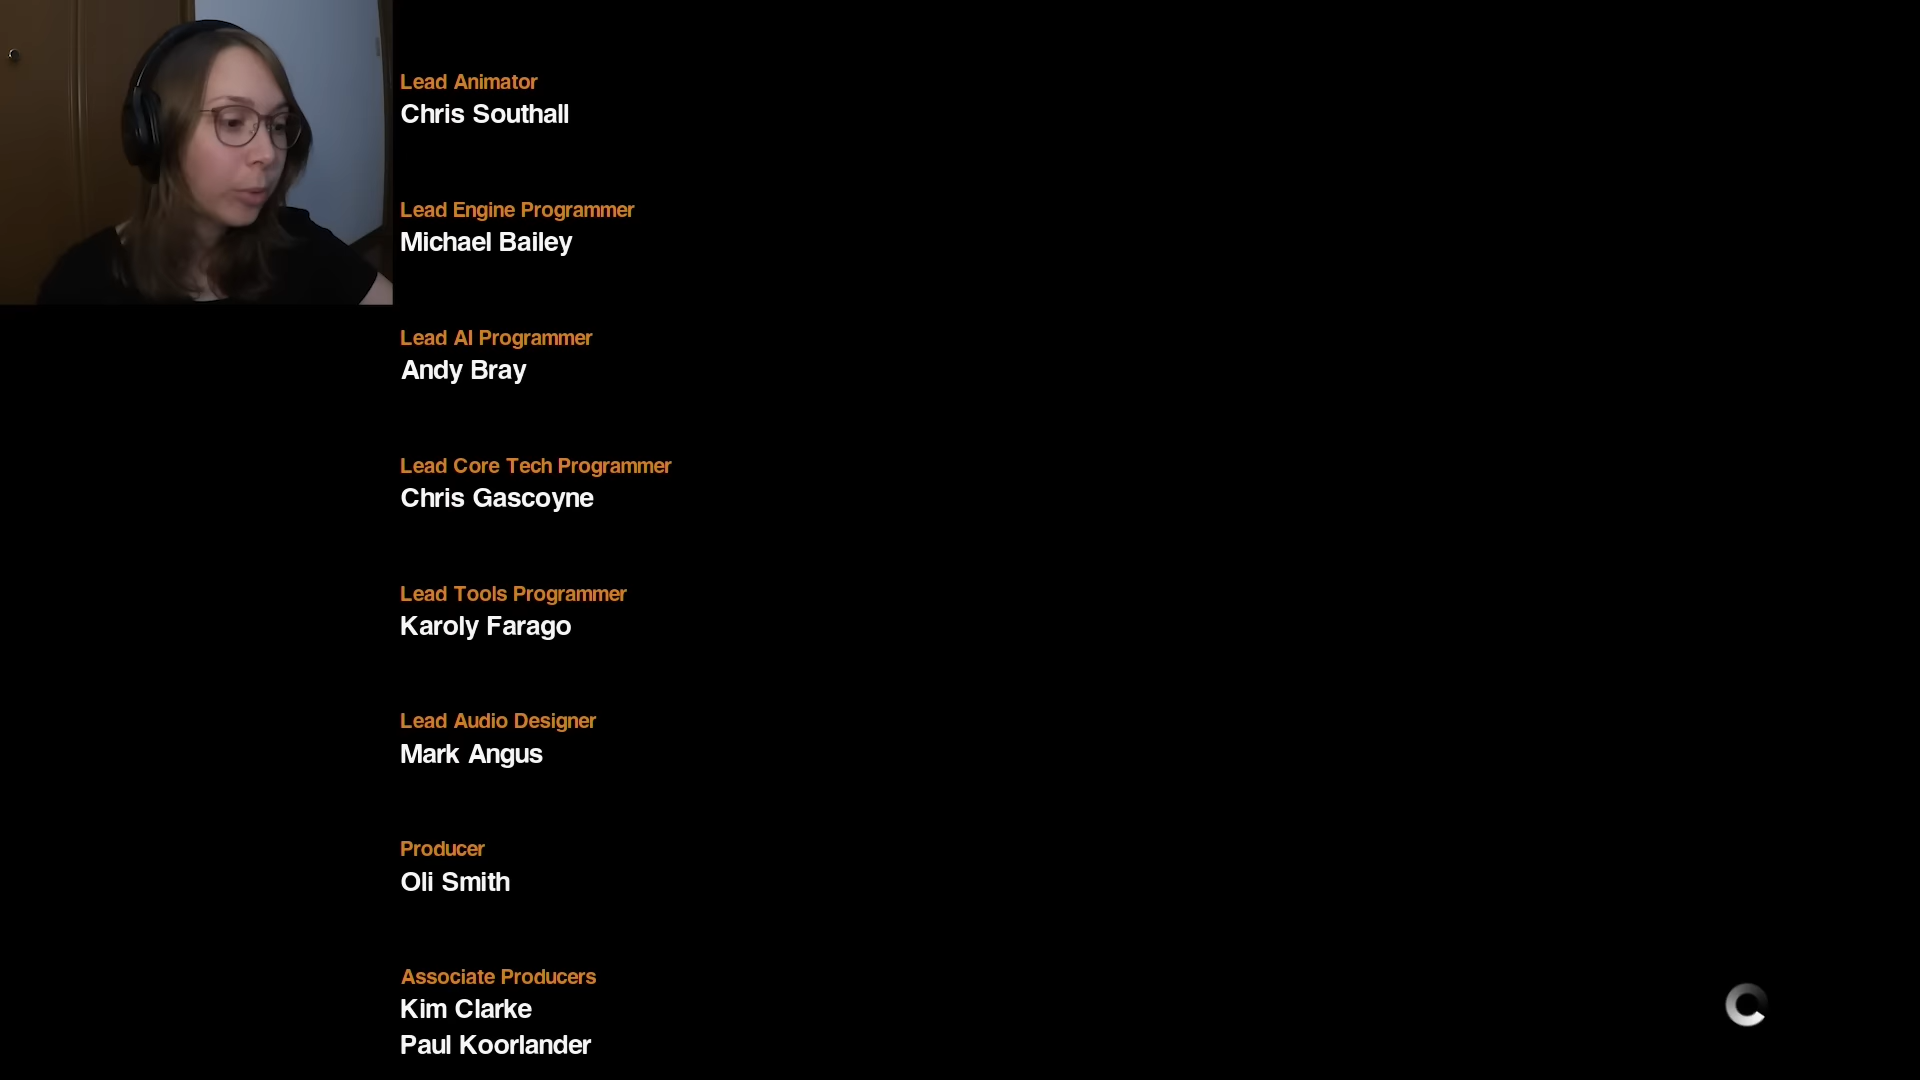 Lead Animator
Chris Southall
Lead Engine Programmer
Michael Bailey
Lead AI Programmer
Andy Bray
Lead Core Tech Programmer
Chris Gascoyne
Lead Tools Programmer
Karoly Farago
Lead Audio Designer
Mark Angus
Producer
Oli Smith
Associate Producers
Kim Clarke
Paul Koorlander